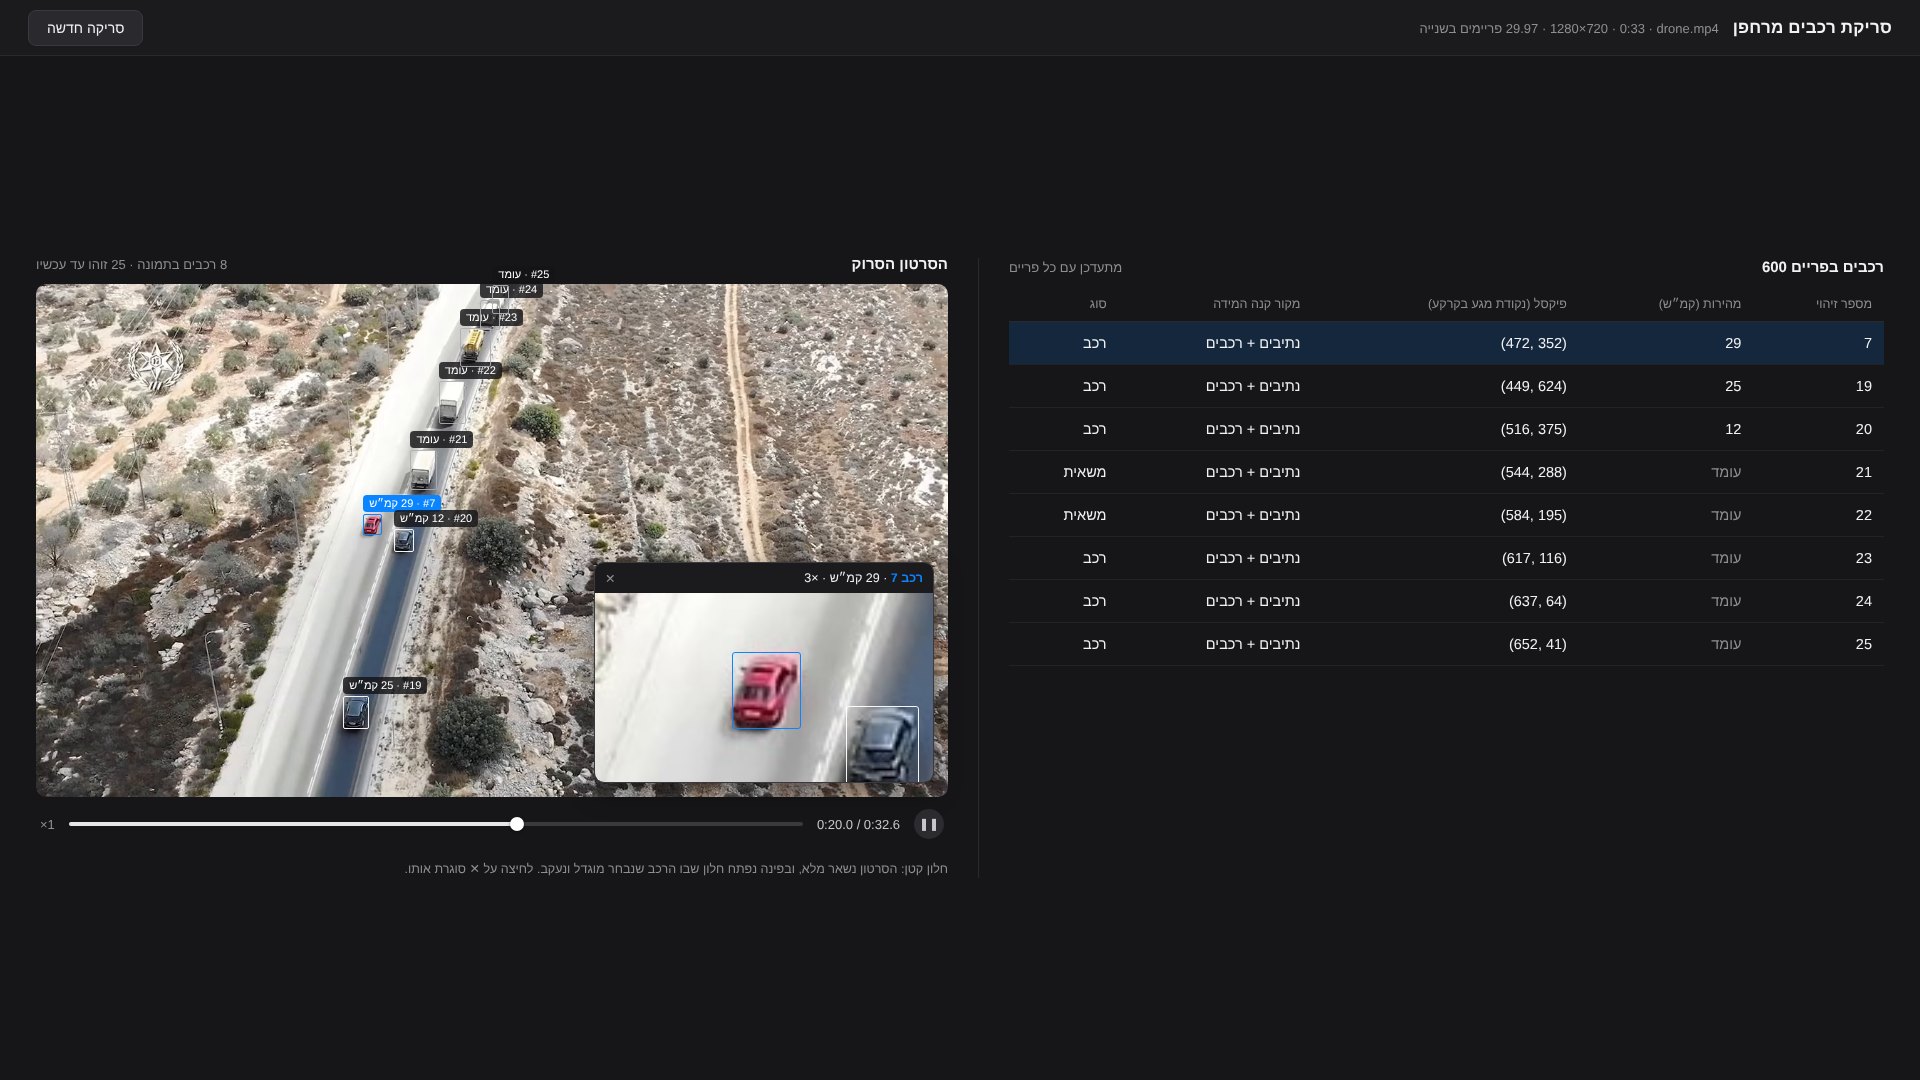 סריקת רכבים מרחפן
drone.mp4 · 0:33 · 1280×720 · 29.97 פריימים בשנייה
סריקה חדשה
רכבים בפריים 600
מתעדכן עם כל פריים
מספר זיהוי	מהירות (קמ״ש)	פיקסל (נקודת מגע בקרקע)	מקור קנה המידה	סוג
7	29	(472, 352)	נתיבים + רכבים	רכב
19	25	(449, 624)	נתיבים + רכבים	רכב
20	12	(516, 375)	נתיבים + רכבים	רכב
21	עומד	(544, 288)	נתיבים + רכבים	משאית
22	עומד	(584, 195)	נתיבים + רכבים	משאית
23	עומד	(617, 116)	נתיבים + רכבים	רכב
24	עומד	(637, 64)	נתיבים + רכבים	רכב
25	עומד	(652, 41)	נתיבים + רכבים	רכב
הסרטון הסרוק
8 רכבים בתמונה · 25 זוהו עד עכשיו
#25 · עומד
#24 · עומד
#23 · עומד
#22 · עומד
#21 · עומד
#7 · 29 קמ״ש
#20 · 12 קמ״ש
רכב 7 · 29 קמ״ש · ×3
✕
#19 · 25 קמ״ש
0:20.0 / 0:32.6
×1
חלון קטן: הסרטון נשאר מלא, ובפינה נפתח חלון שבו הרכב שנבחר מוגדל ונעקב. לחיצה על ✕ סוגרת אותו.